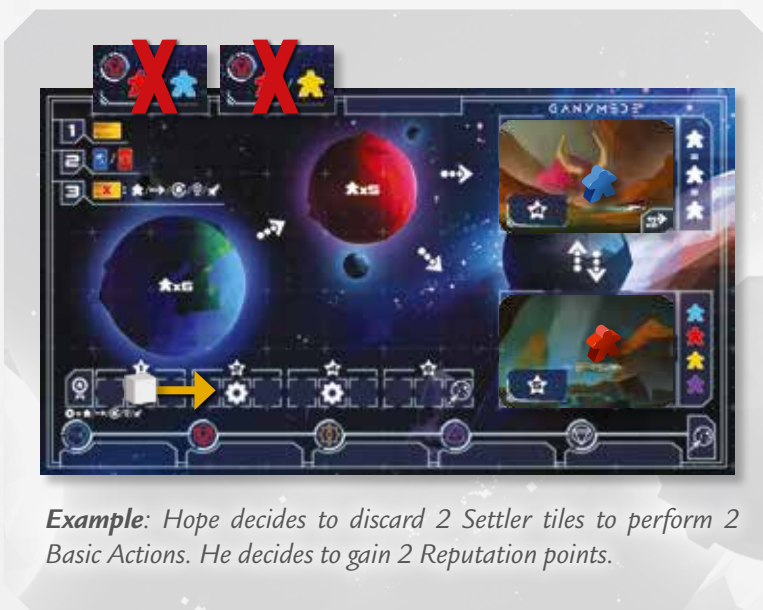 GANYMEDE
1
2 /
3 x : / / /
x5
x5
Example: Hope decides to discard 2 Settler tiles to perform 2
Basic Actions. He decides to gain 2 Reputation points.